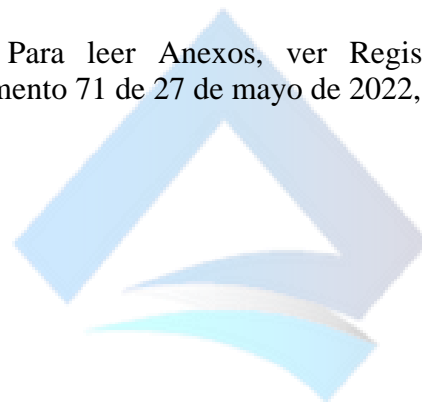 Para leer Anexos, ver Regis
mento 71 de 27 de mayo de 2022,